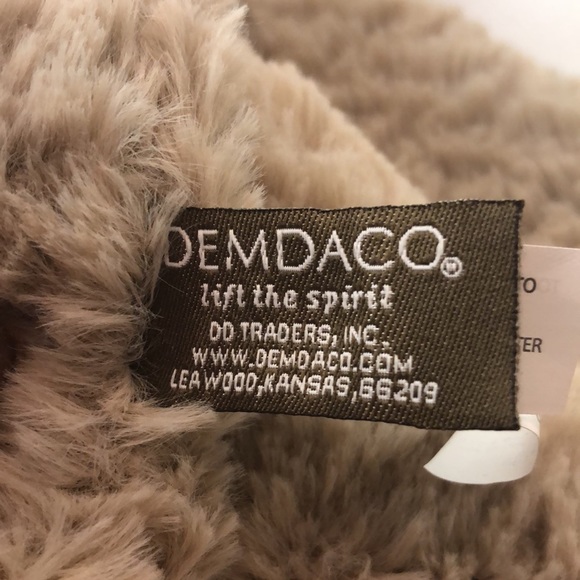 DEMDACO®
lift the spirit
DD TRADERS, INC.
WWW.DEMDACO.COM
LEAWOOD,KANSAS,66209